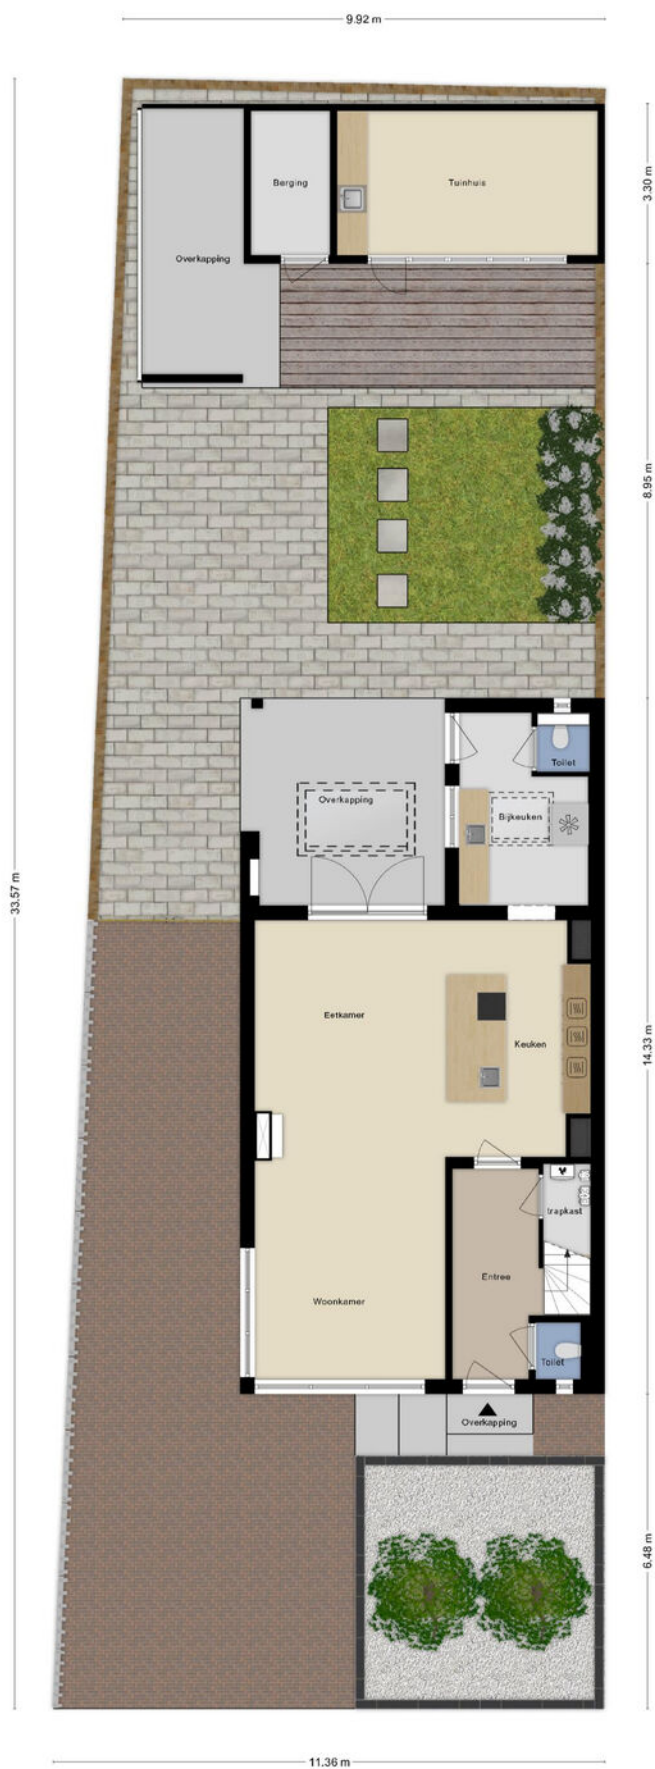 9.92 m
3.30 m
Berging
Tuinhuis
Overkapping
8.95 m
Toilet
Overkapping
Bijkeuken
33.57 m
Eetkamer
Keuken
14.33 m
trapkast
Entree
Woonkamer
Toilet
Overkapping
6.48 m
11.36 m